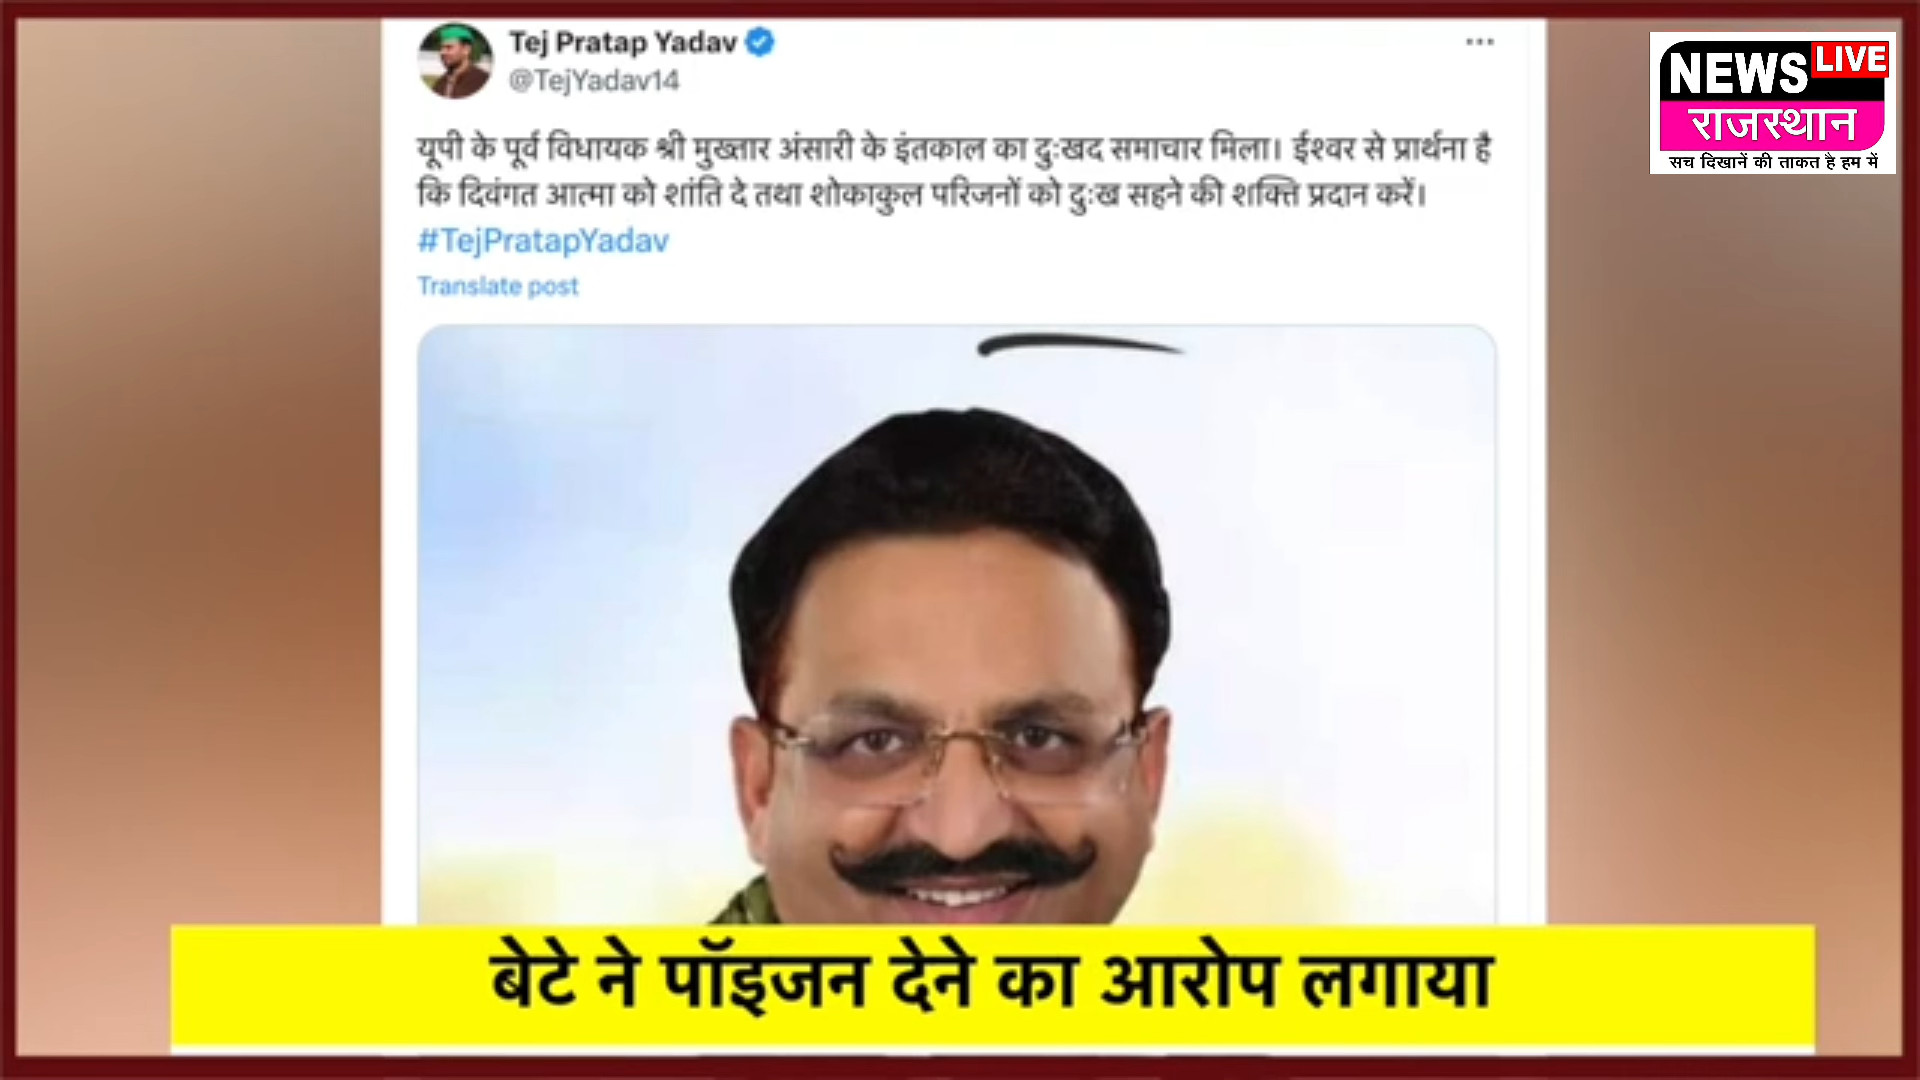 Tej Pratap Yadav
@TejYadav14
NEWS LIVE
राजस्थान
सच दिखानें की ताकत है हम में
यूपी के पूर्व विधायक श्री मुख्तार अंसारी के इंतकाल का दुःखद समाचार मिला। ईश्वर से प्रार्थना है
कि दिवंगत आत्मा को शांति दे तथा शोकाकुल परिजनों को दुःख सहने की शक्ति प्रदान करें।
#TejPratapYadav
Translate post
बेटे ने पॉइजन देने का आरोप लगाया